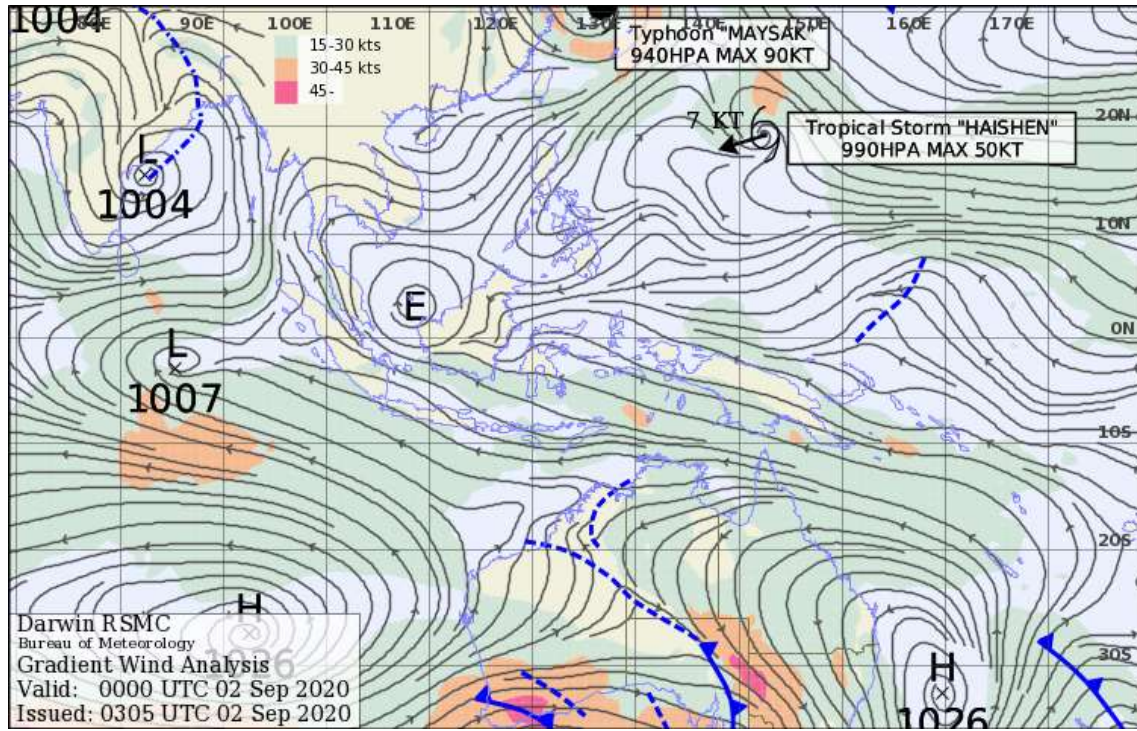 1004
80E 90E 100E 110E 120E 130E 140E 150E 160E 170E
15-30 kts
30-45 kts
45-
Typhoon "MAYSAK"
940HPA MAX 90KT
7 KT
Tropical Storm "HAISHEN"
990HPA MAX 50KT
20N
L
1004
10N
E
L
1007
0N
10S
20S
H
1026
Darwin RSMC
Bureau of Meteorology
Gradient Wind Analysis
Valid: 0000 UTC 02 Sep 2020
Issued: 0305 UTC 02 Sep 2020
30S
H
1026